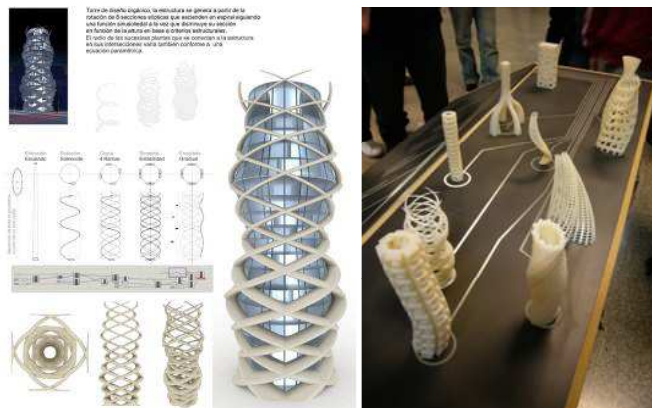 Torre de diseño orgánico, la estructura se genera a partir de la
rotación de 8 secciones elípticas que ascienden en espiral siguiendo
una función sinusoidal a la vez que disminuye su sección
en función de la altura en base a criterios estructurales.
El radio de las sucesivas plantas que se conectan a la estructura
en sus intersecciones varía también conforme a una
ecuación paramétrica.
Estabilidad Gradual